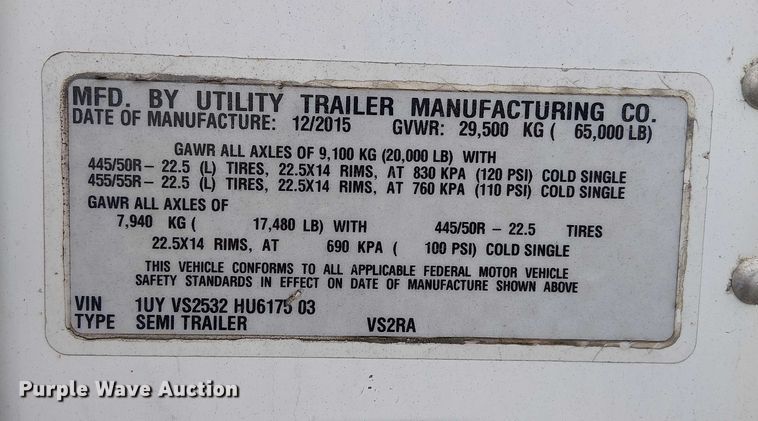 MFD. BY UTILITY TRAILER MANUFACTURING CO.
DATE OF MANUFACTURE: 12/2015 GVWR: 29,500 KG ( 65,000 LB)
GAWR ALL AXLES OF 9,100 KG (20,000 LB) WITH
445/50R– 22.5 (L) TIRES, 22.5X14 RIMS, AT 830 KPA (120 PSI) COLD SINGLE
455/55R– 22.5 (L) TIRES, 22.5X14 RIMS, AT 760 KPA (110 PSI) COLD SINGLE
GAWR ALL AXLES OF
7,940 KG ( 17,480 LB) WITH 445/50R – 22.5 TIRES
22.5X14 RIMS, AT 690 KPA ( 100 PSI) COLD SINGLE
THIS VEHICLE CONFORMS TO ALL APPLICABLE FEDERAL MOTOR VEHICLE
SAFETY STANDARDS IN EFFECT ON DATE OF MANUFACTURE SHOWN ABOVE
VIN 1UY VS2532 HU6175 03
TYPE SEMI TRAILER VS2RA
Purple Wave Auction